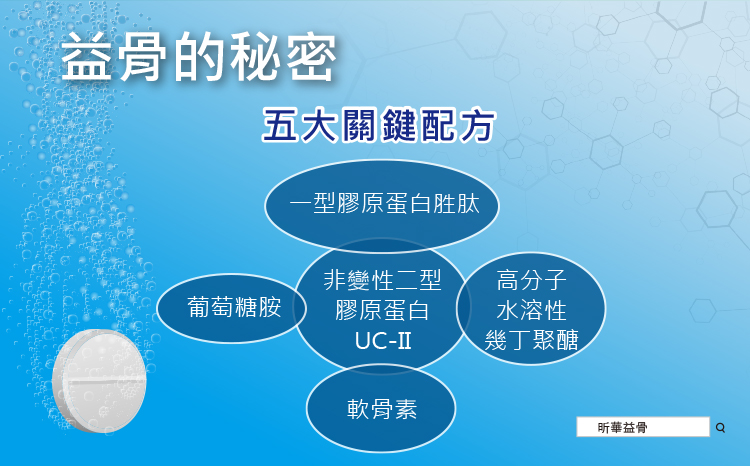 益骨的秘密
五大關鍵配方
一型膠原蛋白胜肽
葡萄糖胺
非變性二型
膠原蛋白
UC-II
高分子
水溶性
幾丁聚醣
軟骨素
昕華益骨